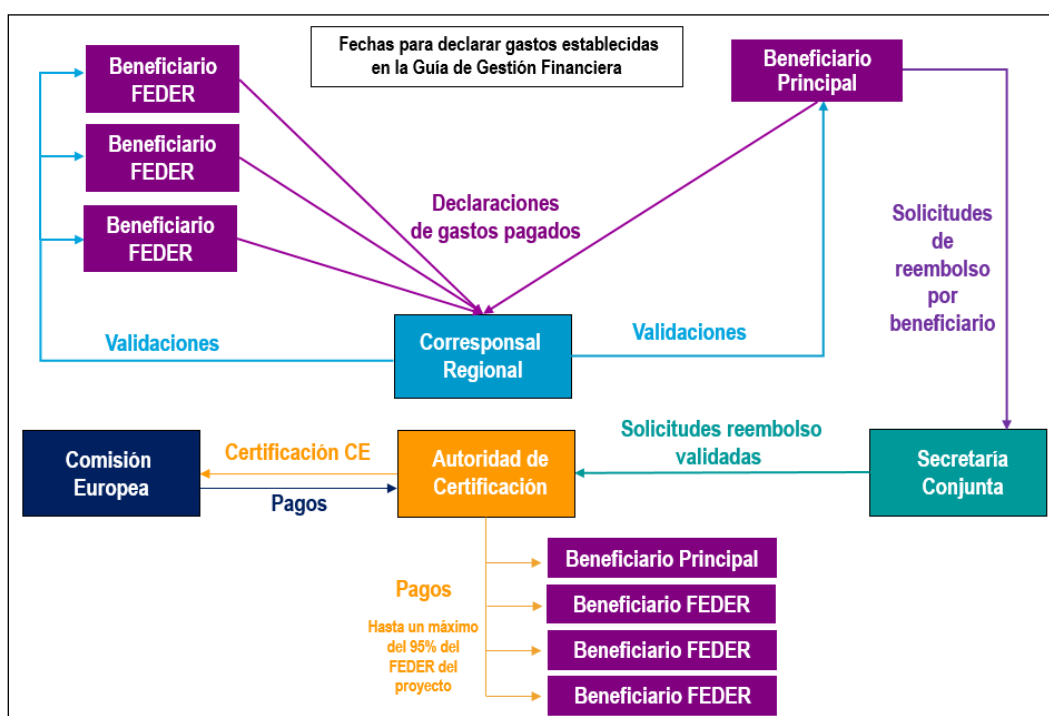 Fechas para declarar gastos establecidas
en la Guía de Gestión Financiera
Beneficiario
FEDER
Beneficiario
FEDER
Beneficiario
FEDER
Beneficiario
Principal
Declaraciones
de gastos pagados
Solicitudes
de
reembolso
por
beneficiario
Validaciones
Corresponsal
Regional
Validaciones
Comisión
Europea
Certificación CE
Pagos
Autoridad de
Certificación
Solicitudes reembolso
validadas
Secretaría
Conjunta
Pagos
Hasta un máximo
del 95% del
FEDER del
proyecto
Beneficiario Principal
Beneficiario FEDER
Beneficiario FEDER
Beneficiario FEDER